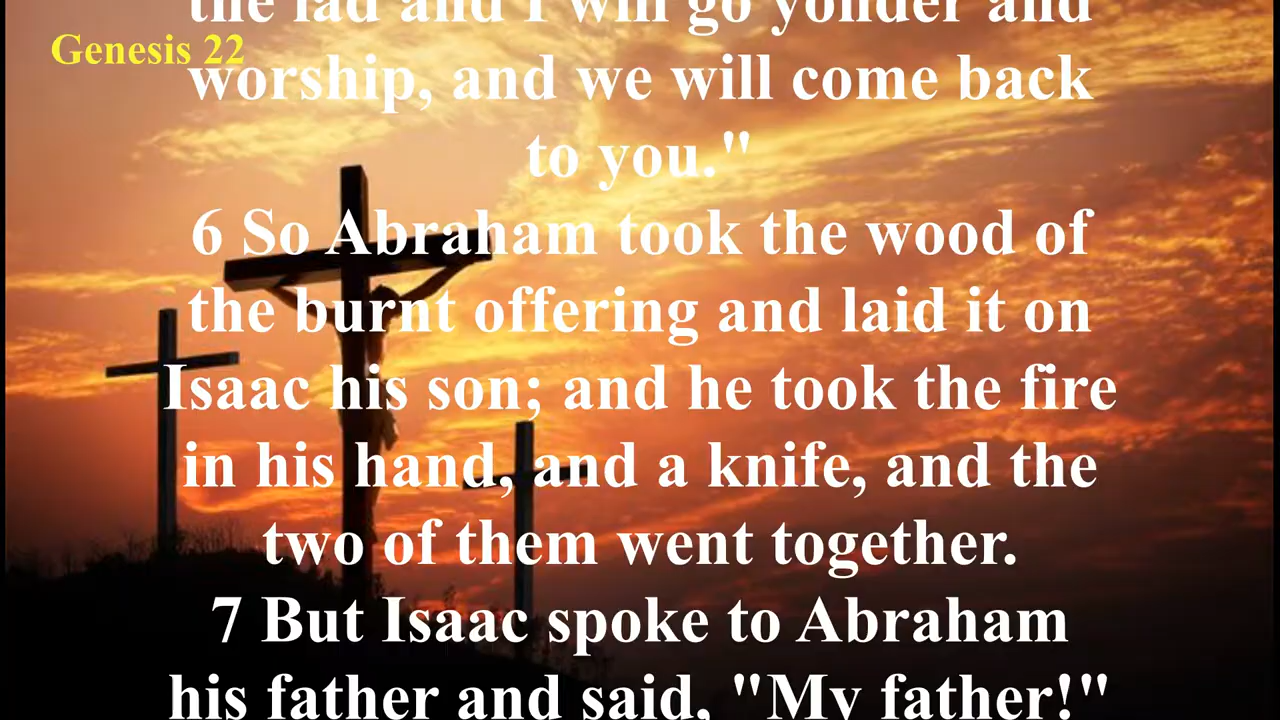 the lad and I will go yonder and
Genesis 22
worship, and we will come back
to you."
6 So Abraham took the wood of
the burnt offering and laid it on
Isaac his son; and he took the fire
in his hand, and a knife, and the
two of them went together.
7 But Isaac spoke to Abraham
his father and said, "My father!"